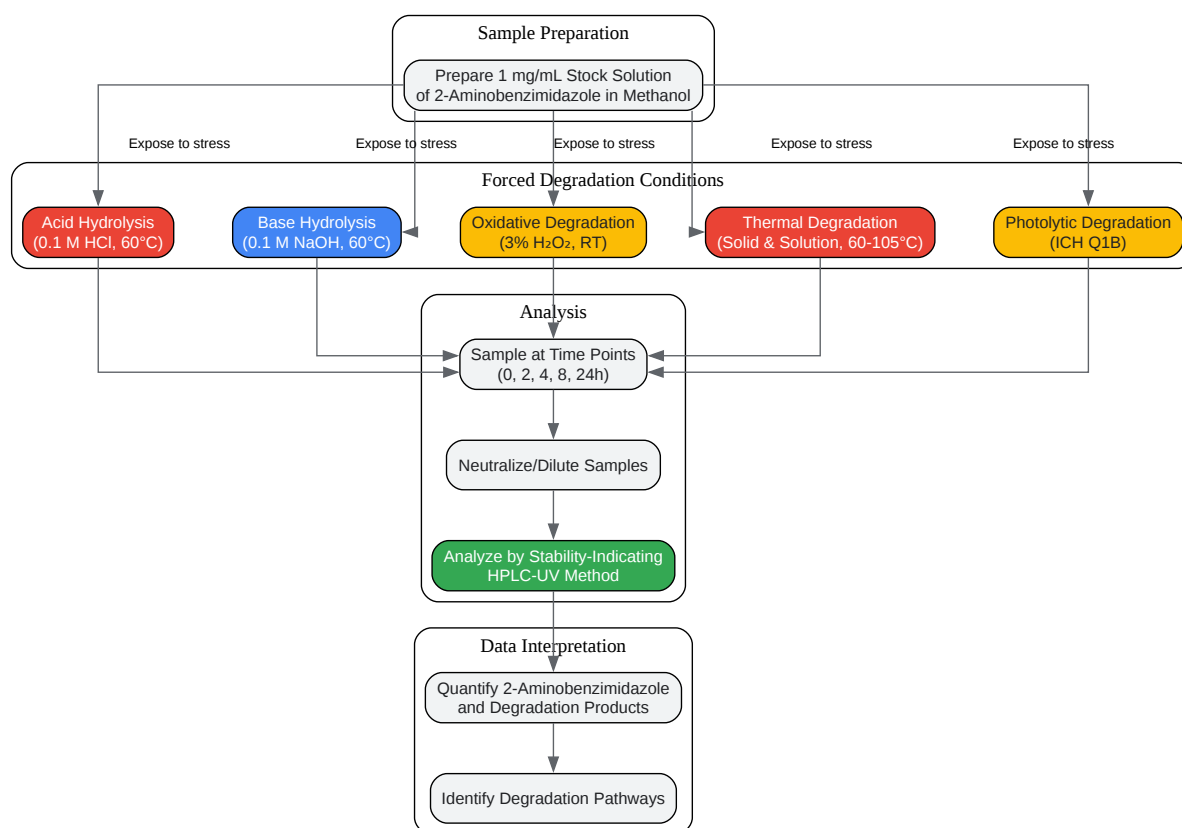 Sample Preparation
Prepare 1 mg/mL Stock Solution
of 2-Aminobenzimidazole in Methanol
Expose to stress
Expose to stress
Expose to stress
Expose to stress
Expose to stress
Forced Degradation Conditions
Acid Hydrolysis
(0.1 M HCl, 60°C)
Base Hydrolysis
(0.1 M NaOH, 60°C)
Oxidative Degradation
(3% H₂O₂, RT)
Thermal Degradation
(Solid & Solution, 60-105°C)
Photolytic Degradation
(ICH Q1B)
Analysis
Sample at Time Points
(0, 2, 4, 8, 24h)
Neutralize/Dilute Samples
Analyze by Stability-Indicating
HPLC-UV Method
Data Interpretation
Quantify 2-Aminobenzimidazole
and Degradation Products
Identify Degradation Pathways